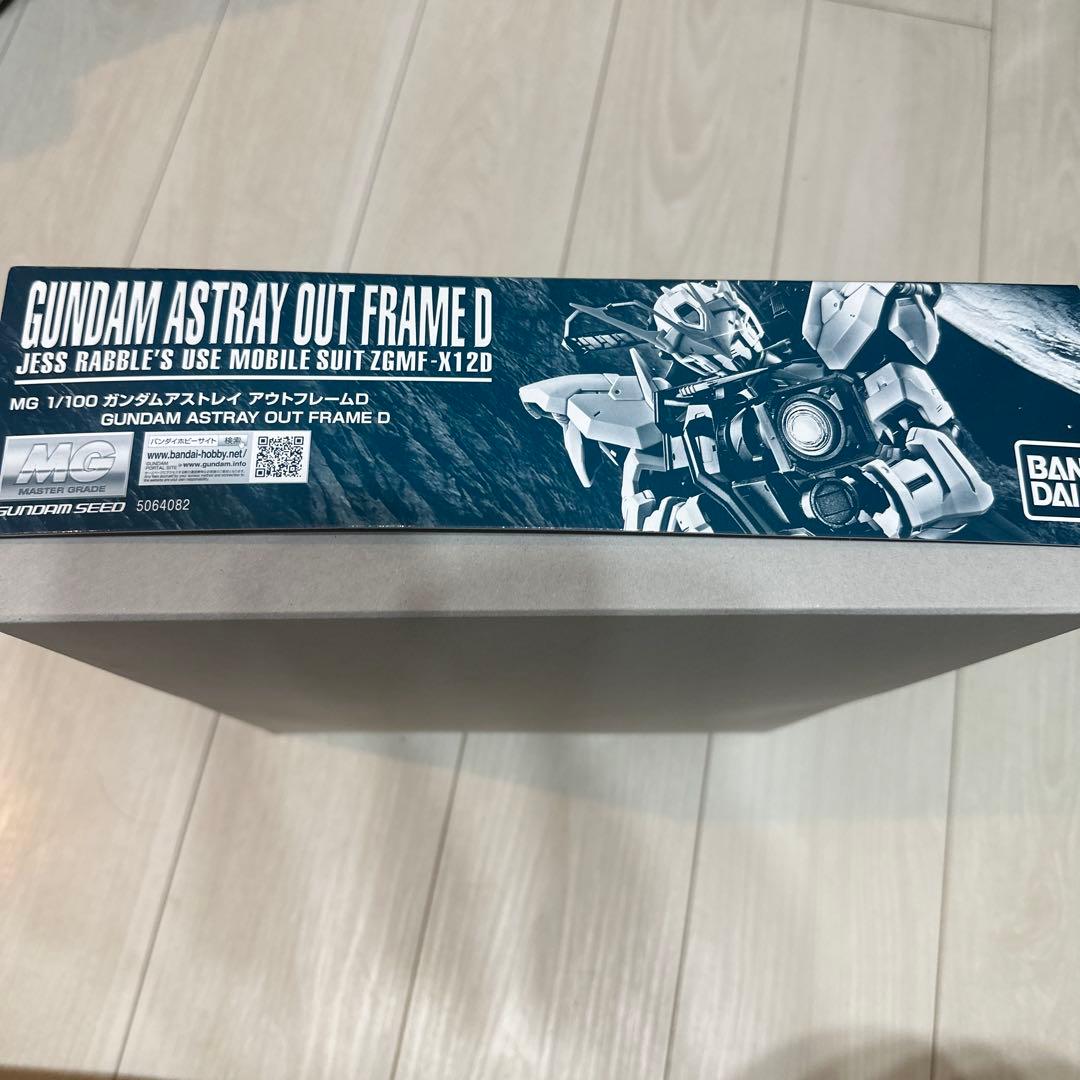 GUNDAM ASTRAY OUT FRAME D
JESS RABBLE'S USE MOBILE SUIT ZGMF-X12D
MG 1/100 ガンダムアストレイ アウトフレームD
GUNDAM ASTRAY OUT FRAME D
MG
MASTER GRADE
バンダイホビーサイト 検索
www.bandai-hobby.net/
GUNDAM PORTAL SITE www.gundam.info
GUNDAM SEED 5064082
BAN
DAI